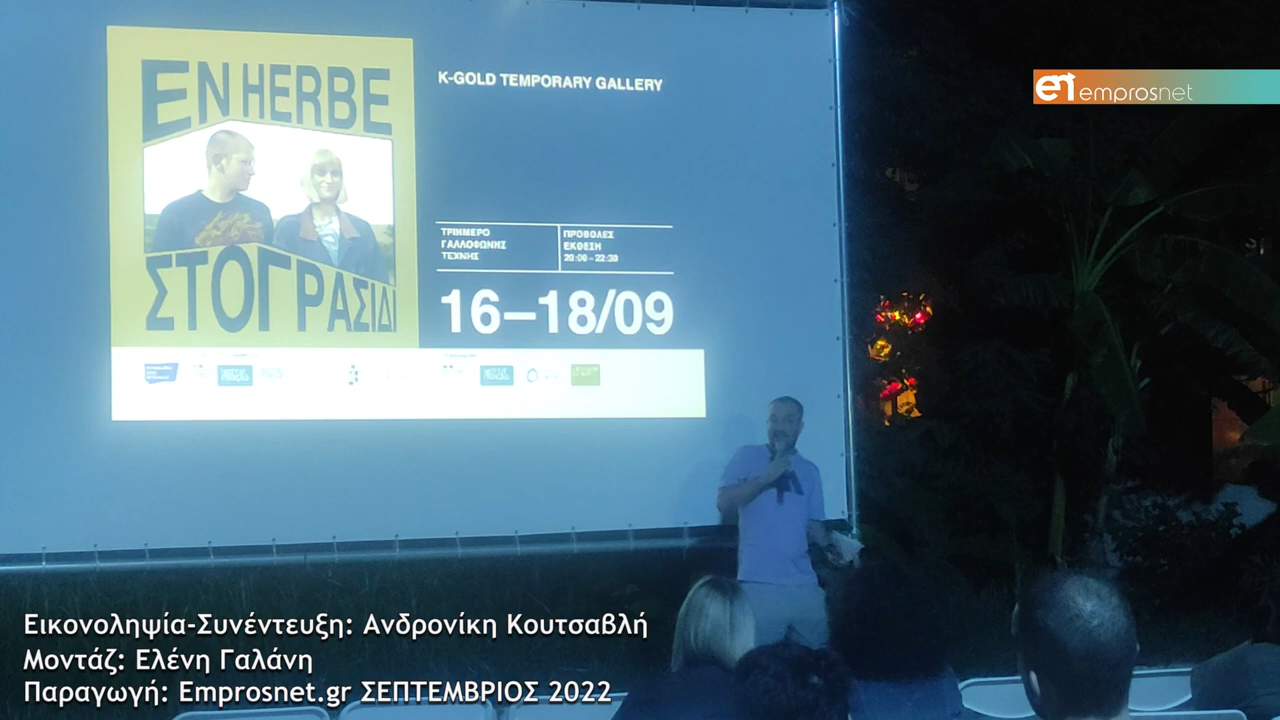 EN HERBE
ΣΤΟ ΓΡΑΣΙΔΙ
K-GOLD TEMPORARY GALLERY
ΤΡΙΗΜΕΡΟ
ΓΑΛΛΟΦΩΝΗΣ
ΤΕΧΝΗΣ
ΠΡΟΒΟΛΕΣ
ΕΚΘΕΣΗ
20:00 – 22:30
16–18/09
emprosnet
Εικονοληψία-Συνέντευξη: Ανδρονίκη Κουτσαβλή
Μοντάζ: Ελένη Γαλάνη
Παραγωγή: Emprosnet.gr ΣΕΠΤΕΜΒΡΙΟΣ 2022